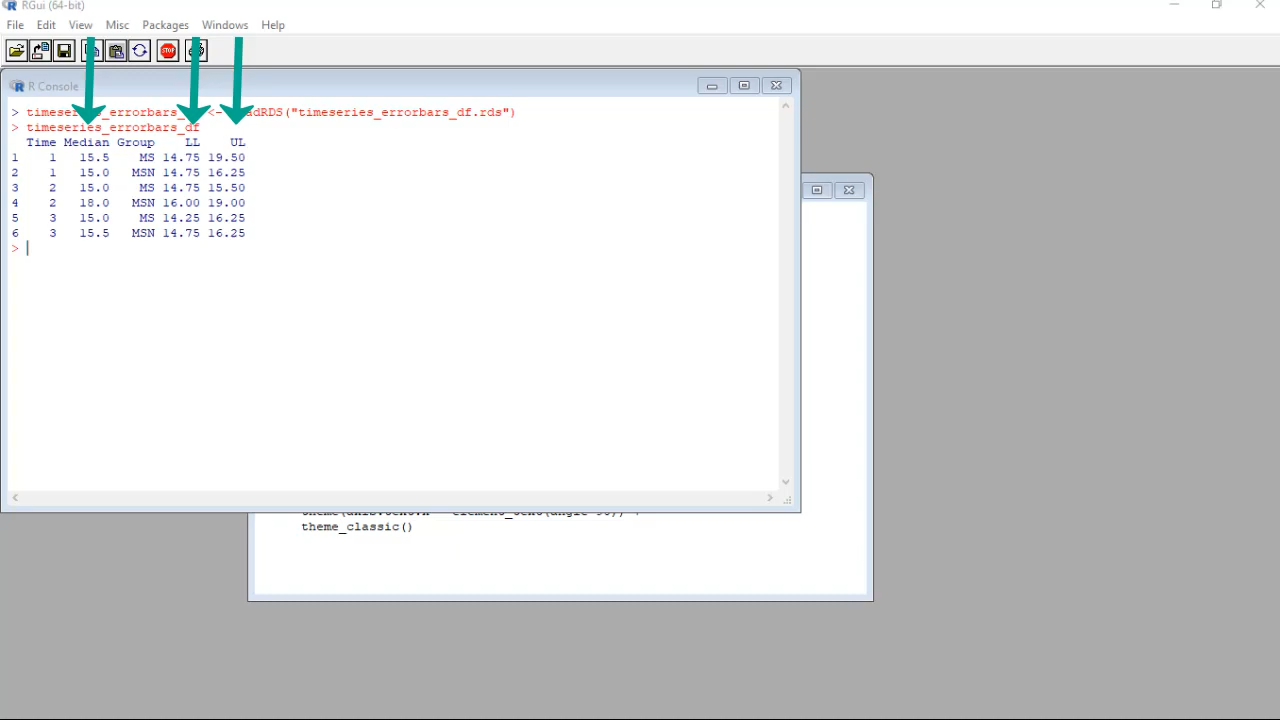 RGui (64-bit)
File Edit View Misc Packages Windows Help
STOP
R Console
> timeseries_errorbars_ <- adRDS("timeseries_errorbars_df.rds")
> timeseries_errorbars_df
Time Median Group LL UL
1 1 15.5 MS 14.75 19.50
2 1 15.0 MSN 14.75 16.25
3 2 15.0 MS 14.75 15.50
4 2 18.0 MSN 16.00 19.00
5 3 15.0 MS 14.25 16.25
6 3 15.5 MSN 14.75 16.25
>
theme_classic()